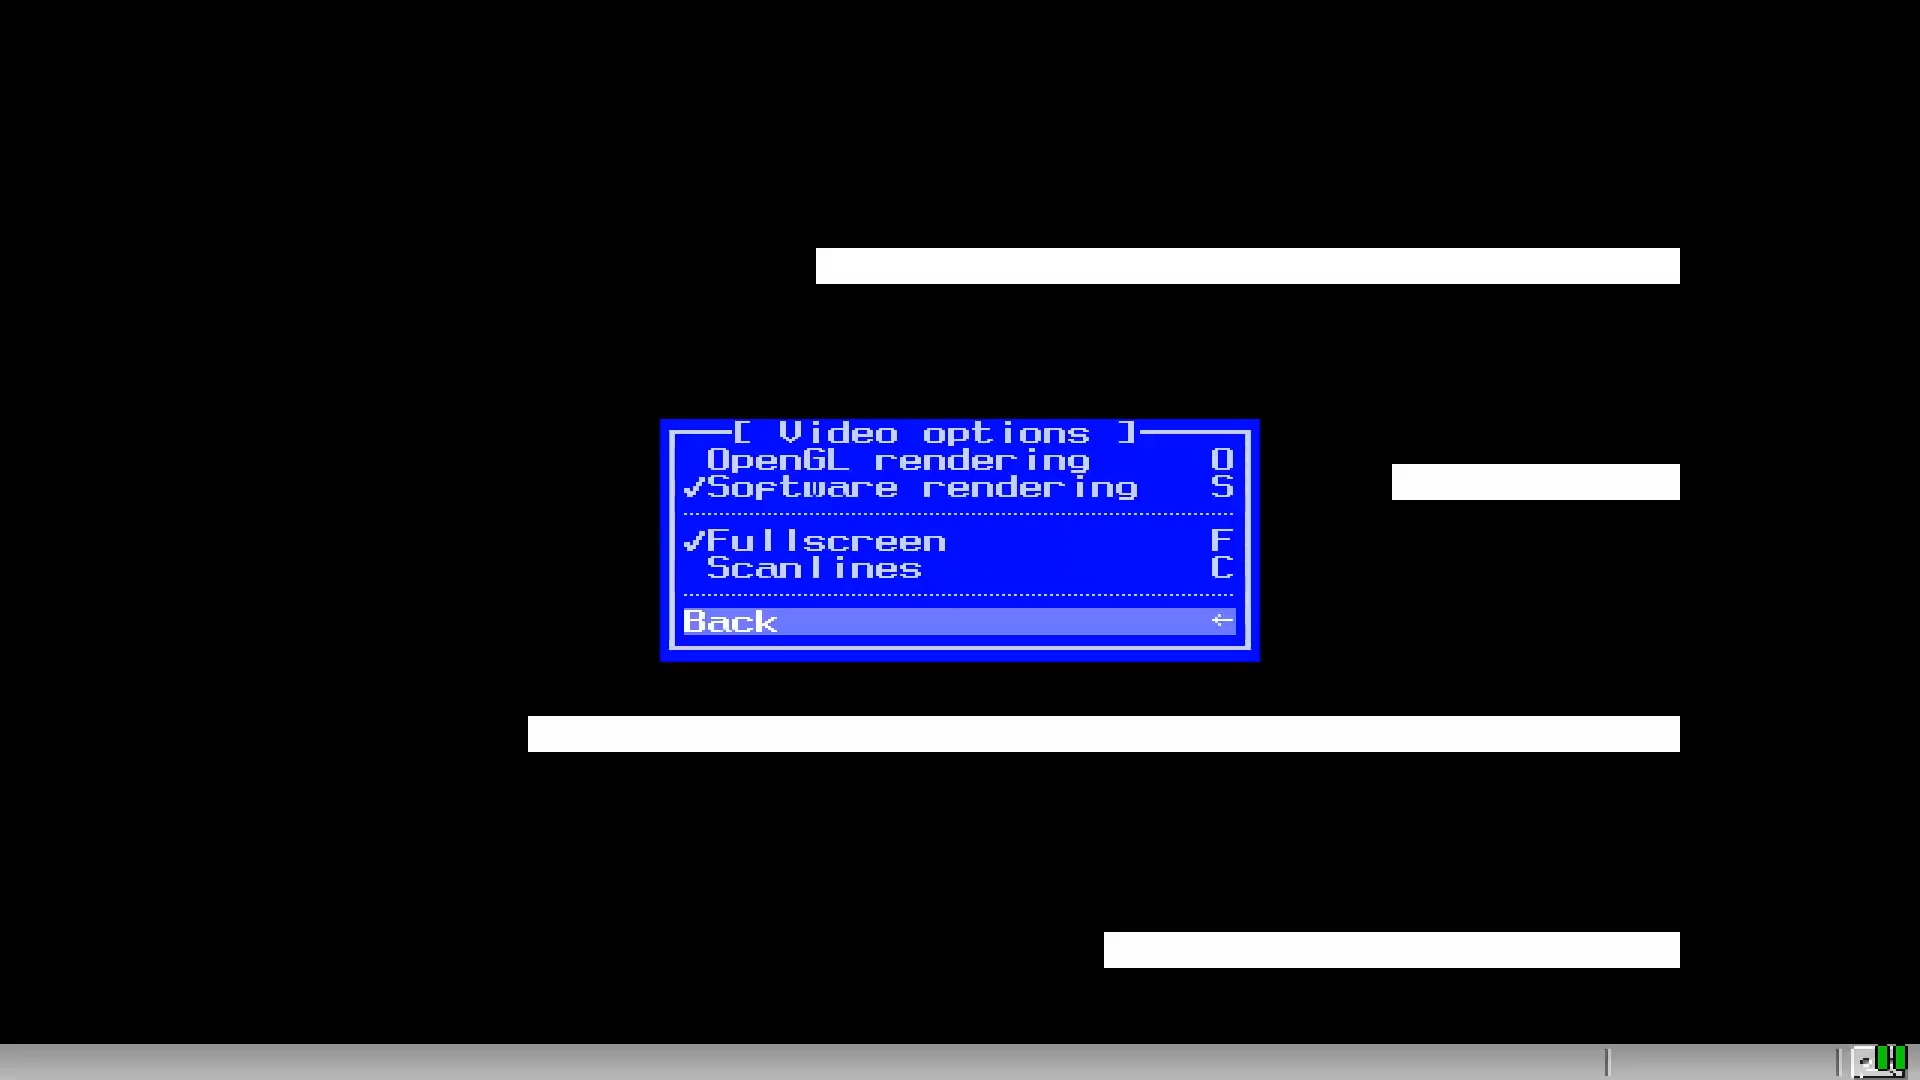 [ Video options ]
OpenGL rendering O
✓Software rendering S
✓Fullscreen F
Scanlines C
Back ←